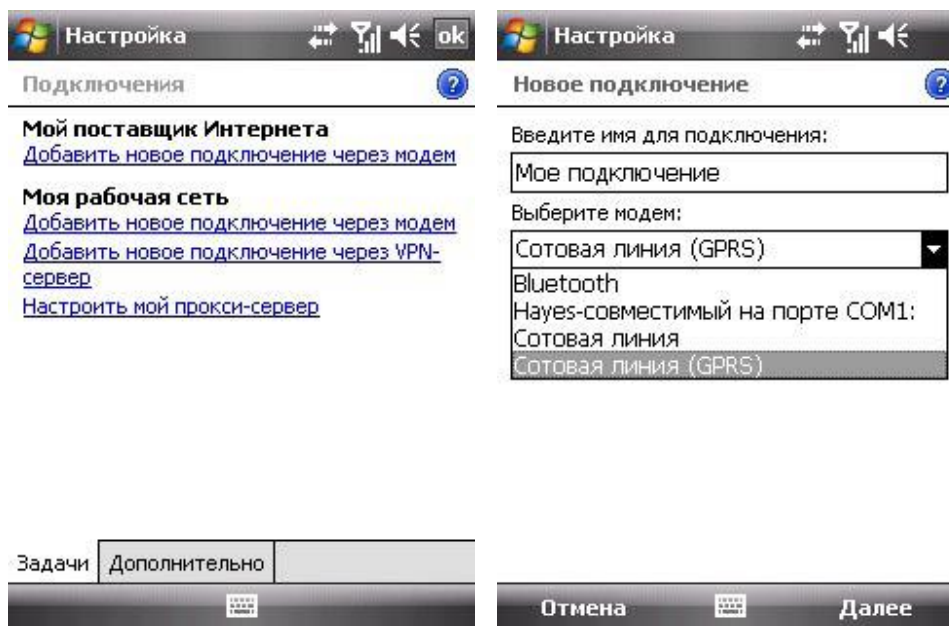 Настройка
ok
Подключения
?
Мой поставщик Интернета
Добавить новое подключение через модем
Моя рабочая сеть
Добавить новое подключение через модем
Добавить новое подключение через VPN-
сервер
Настроить мой прокси-сервер
Задачи
Дополнительно
Настройка
Новое подключение
?
Введите имя для подключения:
Мое подключение
Выберите модем:
Сотовая линия (GPRS)
Bluetooth
Hayes-совместимый на порте COM1:
Сотовая линия
Сотовая линия (GPRS)
Отмена
Далее